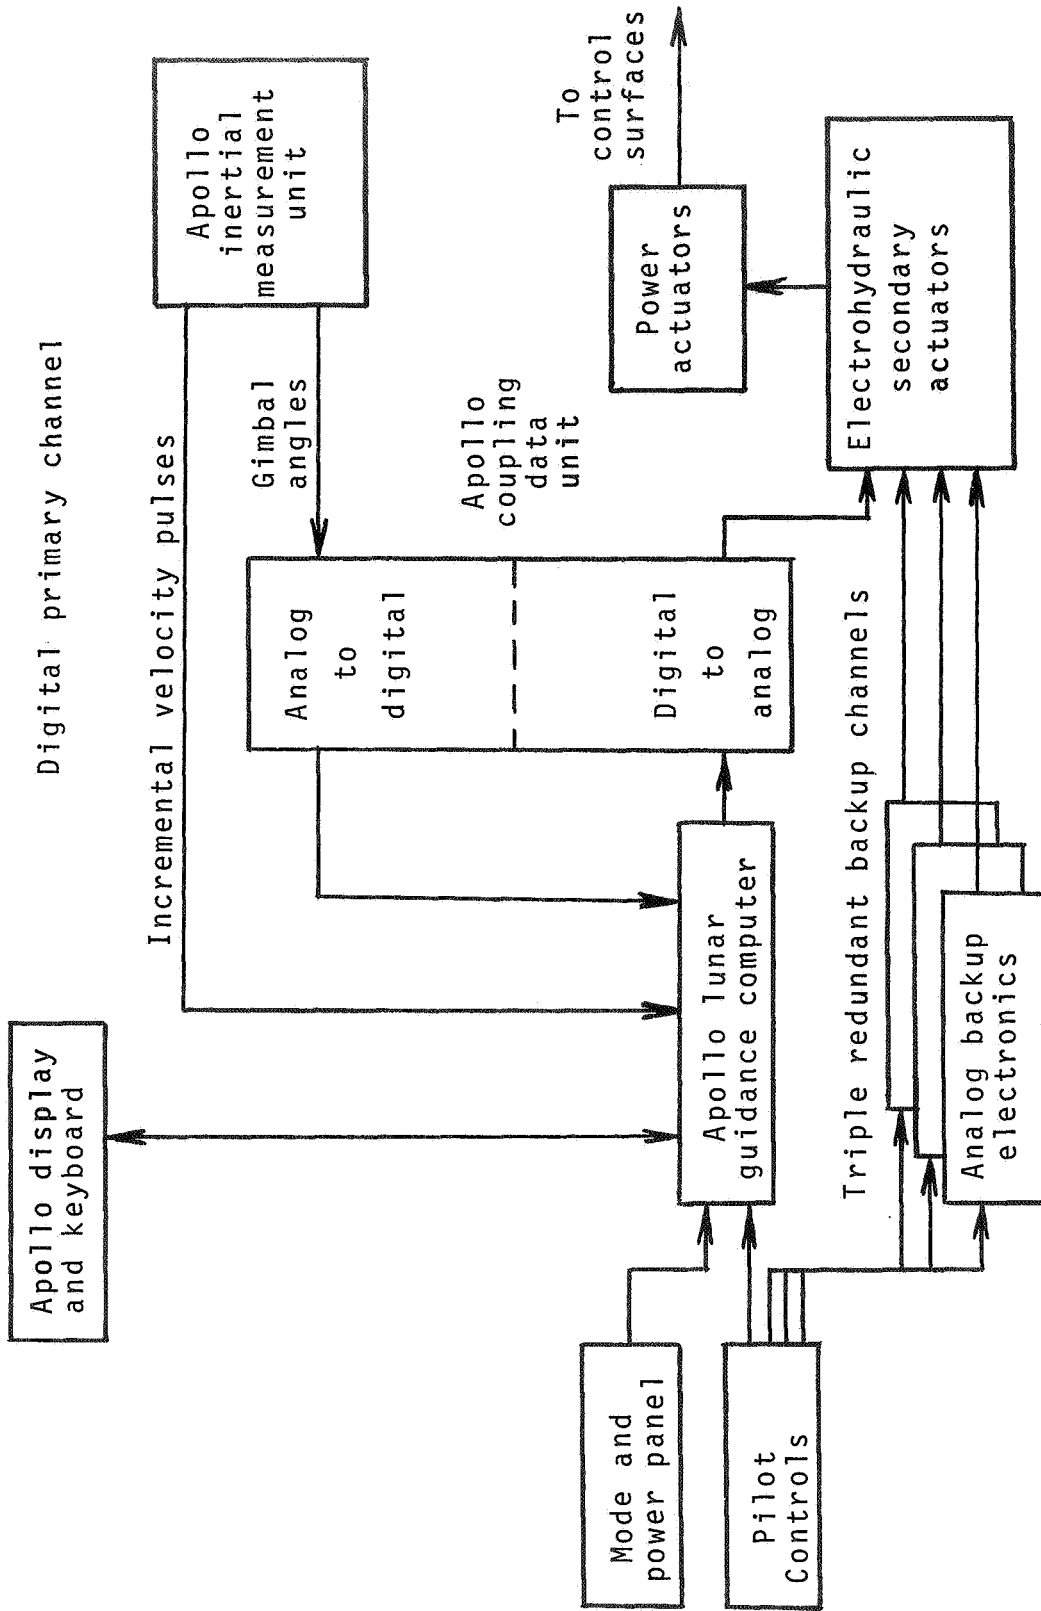 Digital primary channel
Apollo display
and keyboard
Incremental velocity pulses
Apollo
inertial
measurement
unit
Gimbal
angles
Analog
to
digital
Apollo
coupling
data
unit
Digital
to
analog
To
control
surfaces
Mode and
power panel
Apollo lunar
guidance computer
Power
actuators
Pilot
Controls
Triple redundant backup channels
Electrohydraulic
secondary
actuators
Analog backup
electronics